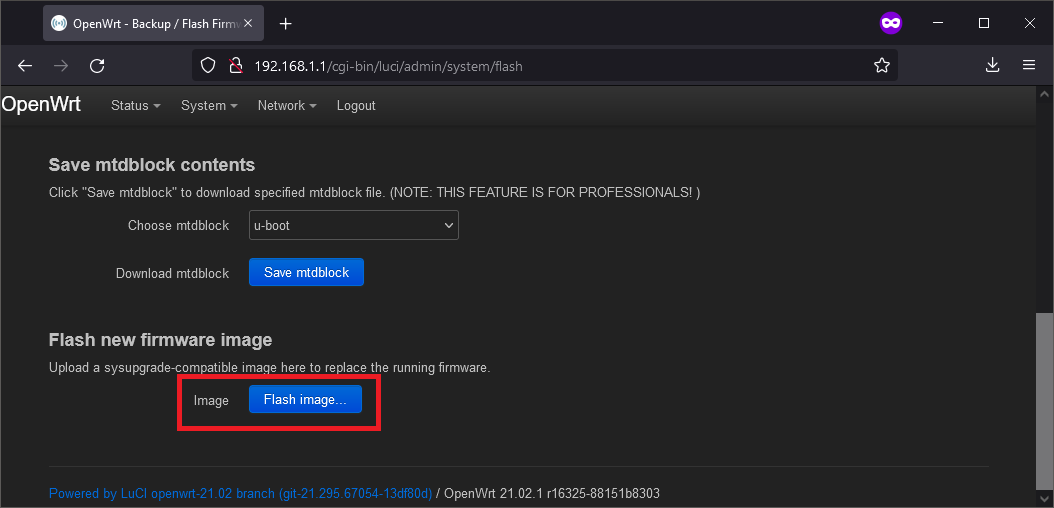 OpenWrt - Backup / Flash Firmw
192.168.1.1/cgi-bin/luci/admin/system/flash
OpenWrt Status System Network Logout
Save mtdblock contents
Click "Save mtdblock" to download specified mtdblock file. (NOTE: THIS FEATURE IS FOR PROFESSIONALS! )
Choose mtdblock u-boot
Download mtdblock Save mtdblock
Flash new firmware image
Upload a sysupgrade-compatible image here to replace the running firmware.
Image Flash image...
Powered by LuCI openwrt-21.02 branch (git-21.295.67054-13df80d) / OpenWrt 21.02.1 r16325-88151b8303